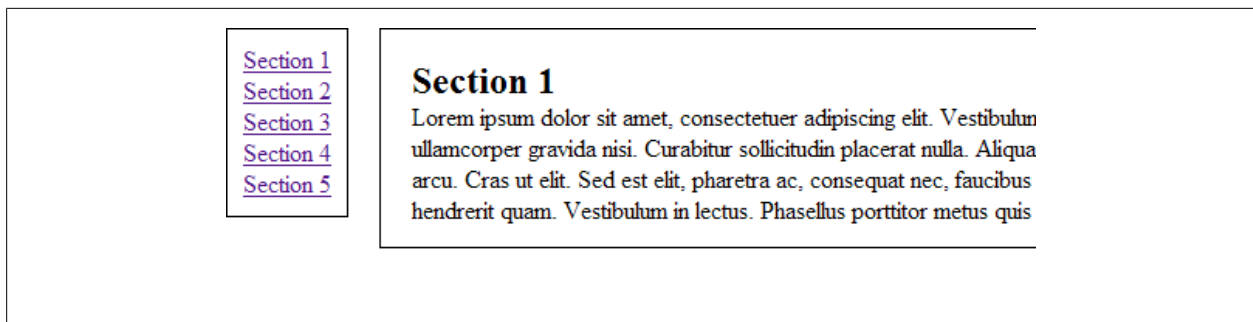 Section 1
Section 2
Section 3
Section 4
Section 5
Section 1
Lorem ipsum dolor sit amet, consectetuer adipiscing elit. Vestibulum
ullamcorper gravida nisi. Curabitur sollicitudin placerat nulla. Aliqua
arcu. Cras ut elit. Sed est elit, pharetra ac, consequat nec, faucibus
hendrerit quam. Vestibulum in lectus. Phasellus porttitor metus quis